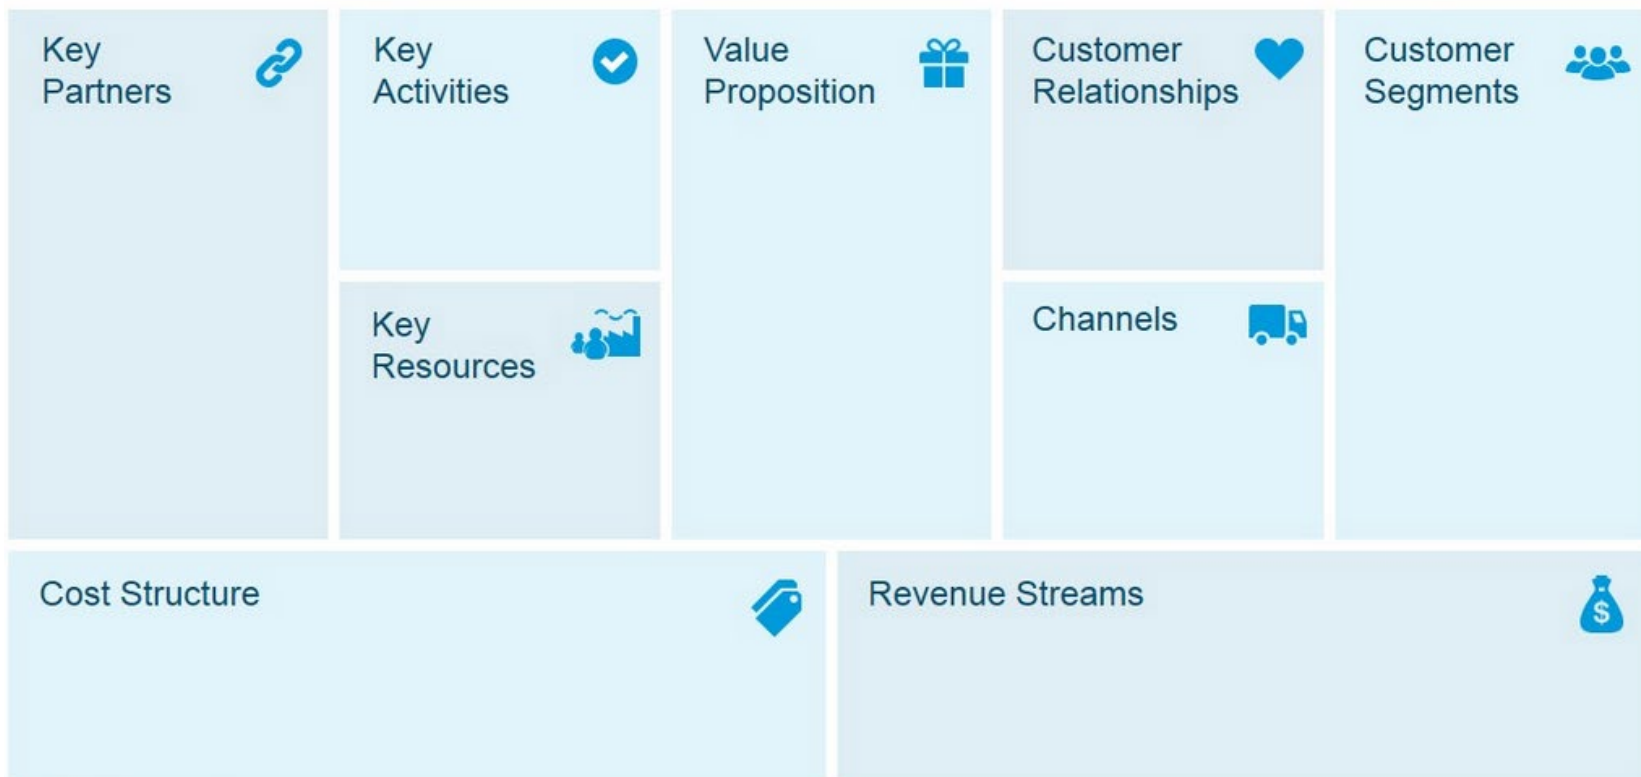 Key
Partners
Key
Activities
Value
Proposition
Customer
Relationships
Customer
Segments
Key
Resources
Channels
Cost Structure
Revenue Streams
$